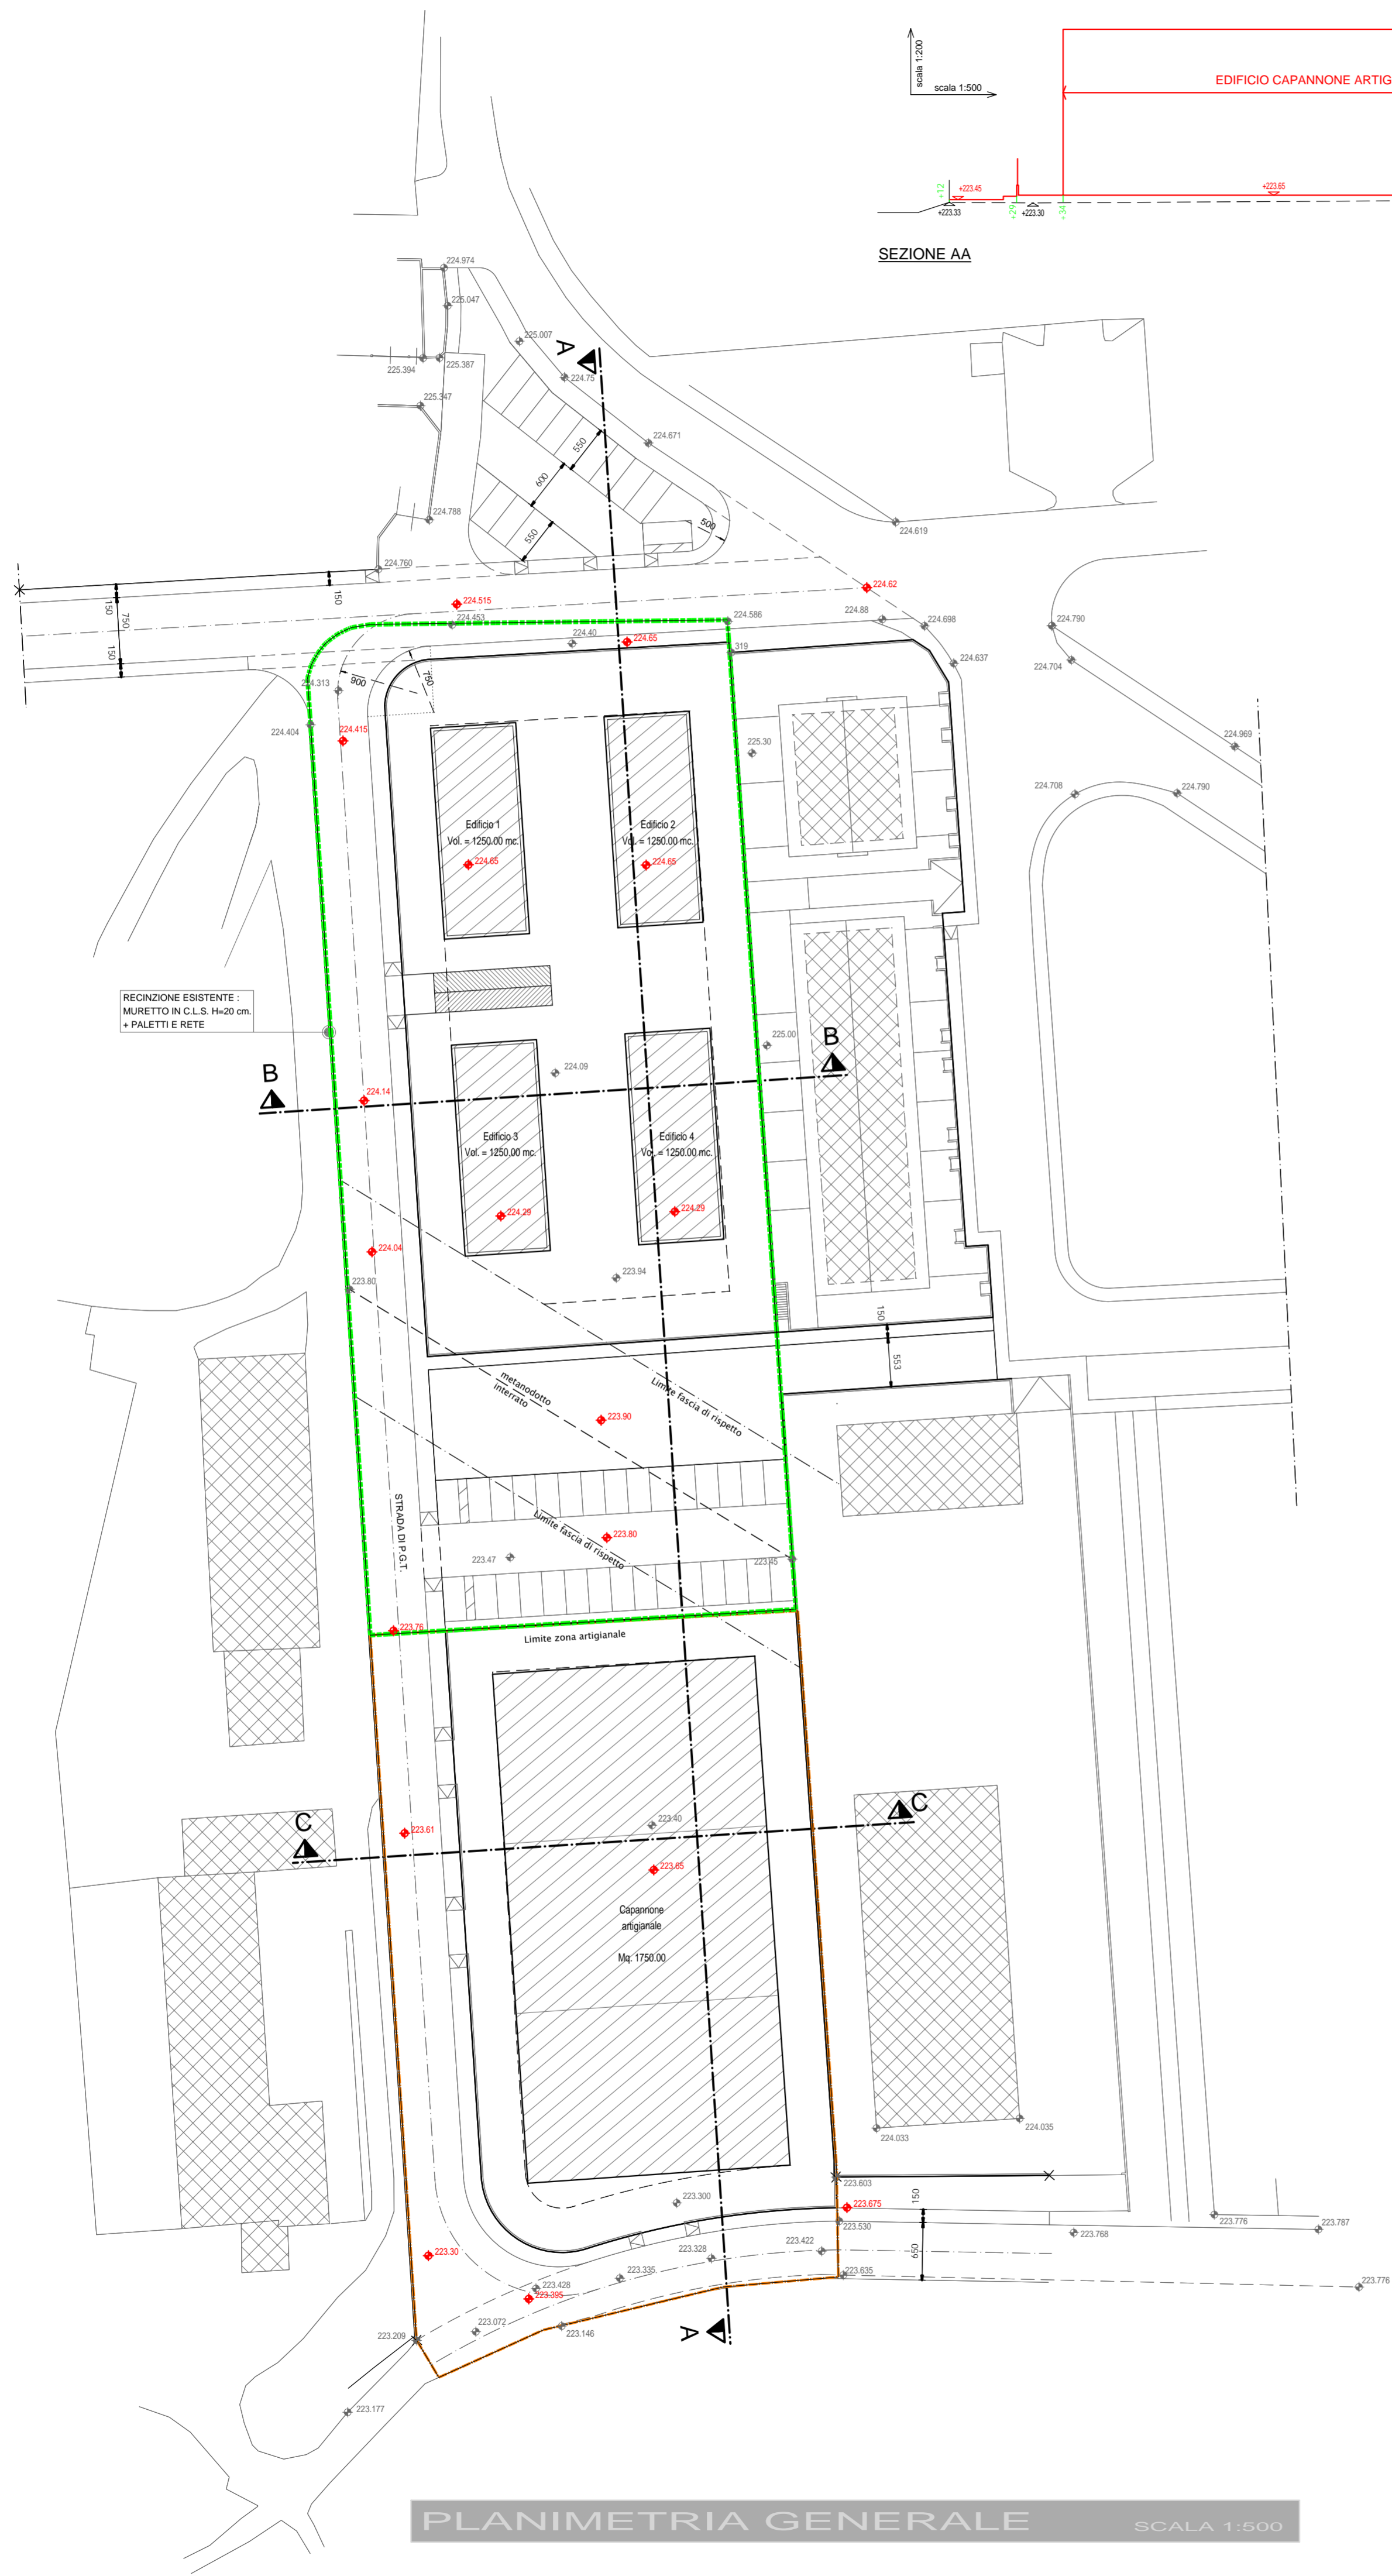 scala 1:200
scala 1:500
EDIFICIO CAPANNONE ARTIG
+12
+223.45
+223.65
+223.33
+29
+223.30
+34
SEZIONE AA
224.974
225.047
225.007
A
224.75
225.394
225.387
225.347
224.671
550
600
224.788
500
550
224.619
224.760
150
224.62
150
750
150
224.515
224.453
224.586
224.88
224.698
224.790
224.40
224.65
319
224.637
224.704
750
900
224.313
224.404
224.415
225.30
224.969
224.708
224.790
Edificio 1
Vol. = 1250.00 mc.
224.65
Edificio 2
Vol. = 1250.00 mc.
224.65
RECINZIONE ESISTENTE :
MURETTO IN C.L.S. H=20 cm.
+ PALETTI E RETE
225.00
B
B
224.09
224.14
Edificio 3
Vol. = 1250.00 mc.
224.29
Edificio 4
Vol. = 1250.00 mc.
224.29
224.04
223.80
223.94
150
553
metanodotto
interrato
Limite fascia di rispetto
223.90
STRADA DI P.G.T.
Limite fascia di rispetto
223.80
223.47
223.45
223.76
Limite zona artigianale
C
C
223.61
223.40
223.65
Capannone
artigianale
Mq. 1750.00
224.033
224.035
223.603
223.300
223.675
150
223.530
223.776
223.787
223.768
223.422
650
223.328
223.30
223.335
223.635
223.428
223.395
223.776
223.072
223.146
A
223.209
223.177
PLANIMETRIA GENERALE
SCALA 1:500